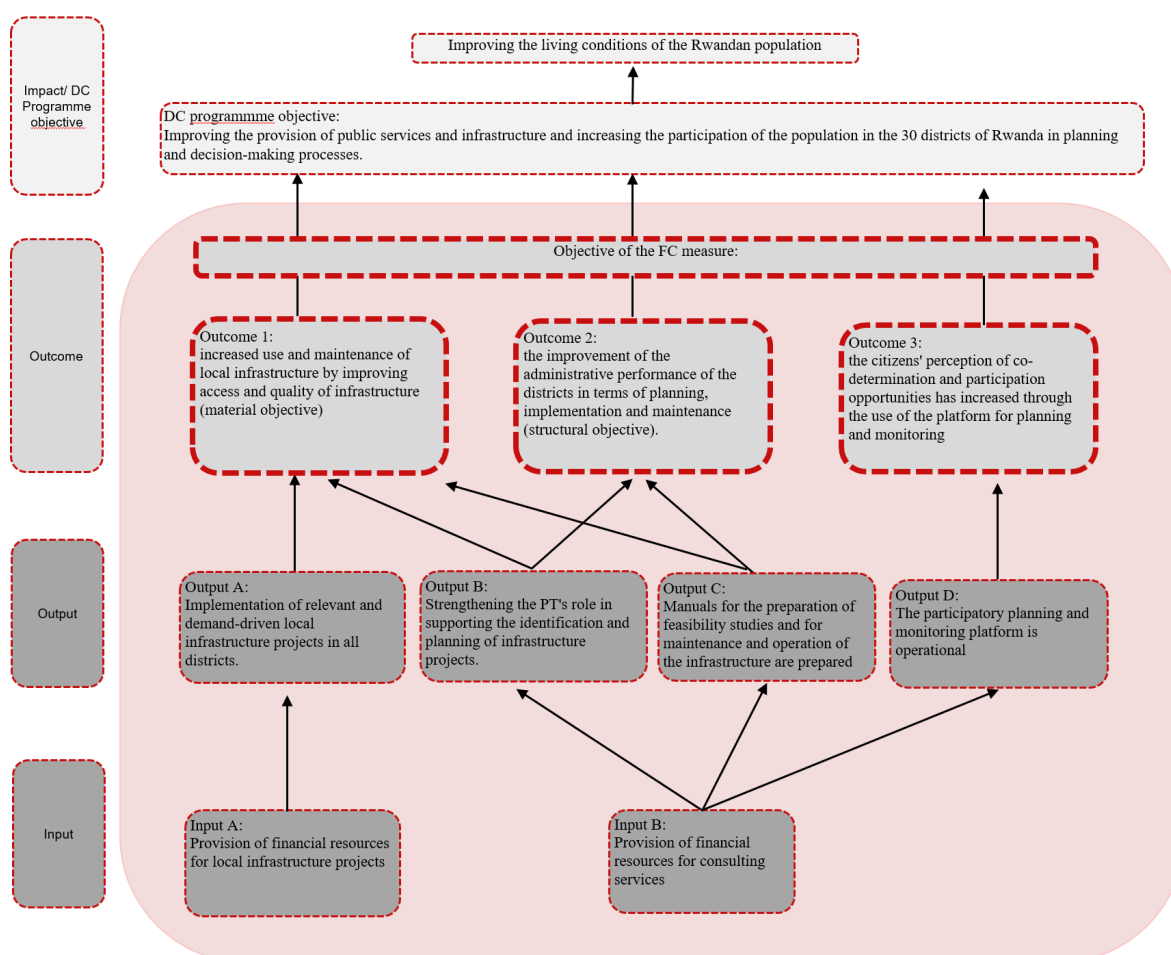 Improving the living conditions of the Rwandan population
Impact/ DC
Programme
objective
DC programmme objective:
Improving the provision of public services and infrastructure and increasing the participation of the population in the 30 districts of Rwanda in planning
and decision-making processes.
Objective of the FC measure:
Outcome
Outcome 1:
increased use and maintenance of
local infrastructure by improving
access and quality of infrastructure
(material objective)
Outcome 2:
the improvement of the
administrative performance of the
districts in terms of planning,
implementation and maintenance
(structural objective).
Outcome 3:
the citizens' perception of co-
determination and participation
opportunities has increased through
the use of the platform for planning
and monitoring
Output
Output A:
Implementation of relevant and
demand-driven local
infrastructure projects in all
districts.
Output B:
Strengthening the PT's role in
supporting the identification and
planning of infrastructure
projects.
Output C:
Manuals for the preparation of
feasibility studies and for
maintenance and operation of
the infrastructure are prepared
Output D:
The participatory planning and
monitoring platform is
operational
Input
Input A:
Provision of financial resources
for local infrastructure projects
Input B:
Provision of financial
resources for consulting
services